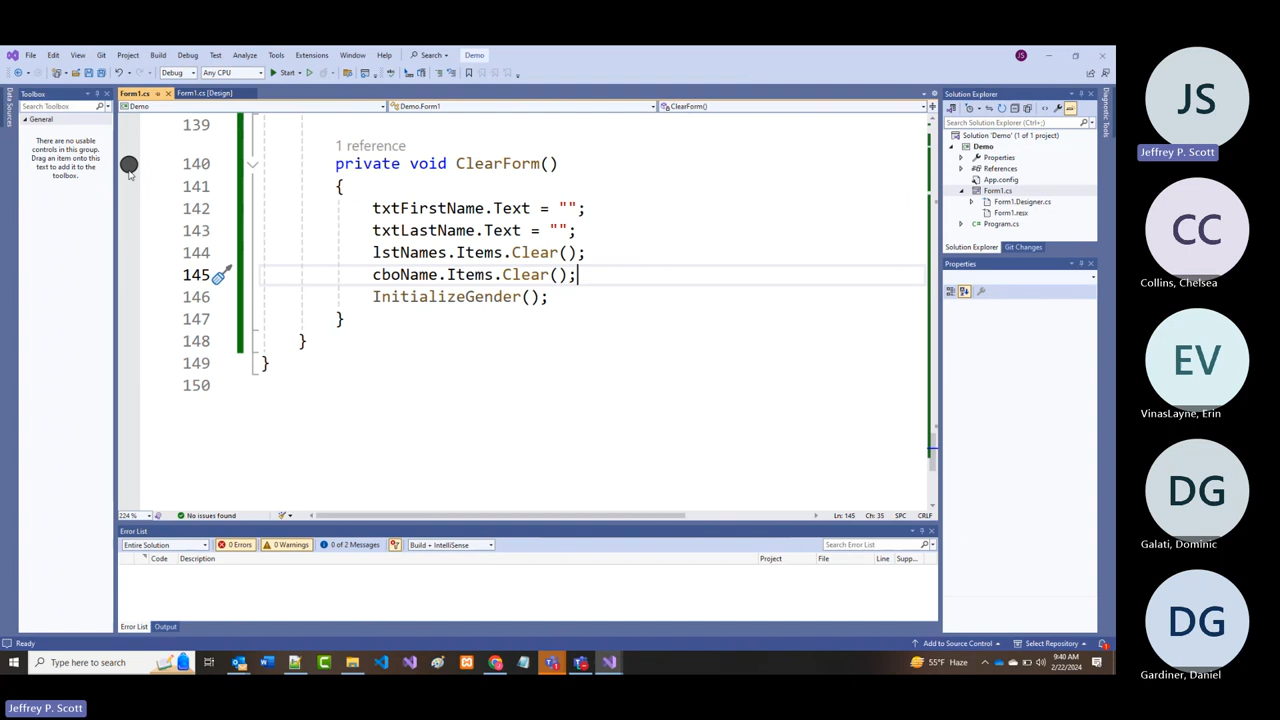 File Edit View Git Project Build Debug Test Analyze Tools Extensions Window Help Search Demo JS
Debug Any CPU Start
Data Sources
Toolbox
Search Toolbox
General
There are no usable
controls in this group.
Drag an item onto this
text to add it to the
toolbox.
Form1.cs Form1.cs [Design]
Demo Demo.Form1 ClearForm()
139
1 reference
140 private void ClearForm()
141 {
142 txtFirstName.Text = "";
143 txtLastName.Text = "";
144 lstNames.Items.Clear();
145 cboName.Items.Clear();
146 InitializeGender();
147 }
148 }
149 }
150
224 % No issues found Ln: 145 Ch: 35 SPC CRLF
Error List
Entire Solution 0 Errors 0 Warnings 0 of 2 Messages Build + IntelliSense Search Error List
Code Description Project File Line Supp...
Error List Output
Solution Explorer
Search Solution Explorer (Ctrl+;)
Solution 'Demo' (1 of 1 project)
Demo
Properties
References
App.config
Form1.cs
Form1.Designer.cs
Form1.resx
Program.cs
Solution Explorer Git Changes
Properties
Diagnostic Tools
Ready Add to Source Control Select Repository
Type here to search 55°F Haze 9:40 AM
2/22/2024
JS
Jeffrey P. Scott
CC
Collins, Chelsea
EV
VinasLayne, Erin
DG
Galati, Dominic
DG
Gardiner, Daniel
Jeffrey P. Scott